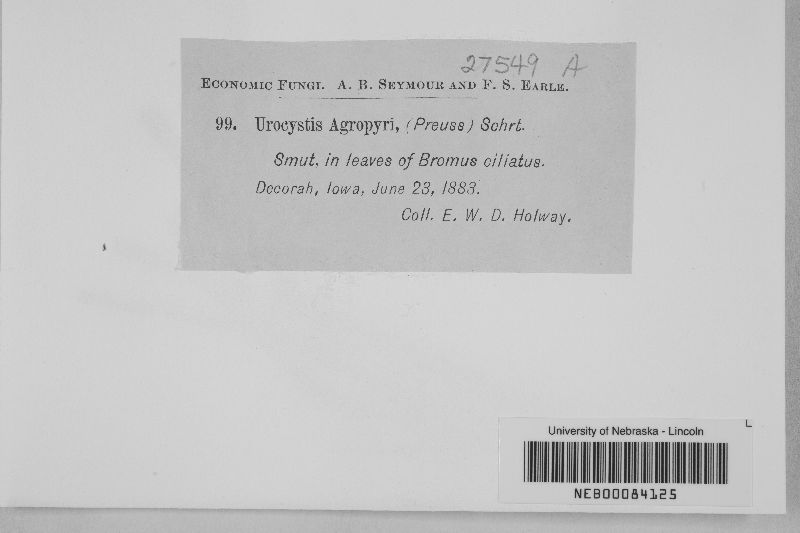 27549 A
ECONOMIC FUNGI. A. B. SEYMOUR AND F. S. EARLE.
99. Urocystis Agropyri, (Preuss) Schrt.
Smut, in leaves of Bromus ciliatus.
Decorah, Iowa, June 23, 1883.
Coll. E. W. D. Holway.
L
University of Nebraska - Lincoln
NEB00084125